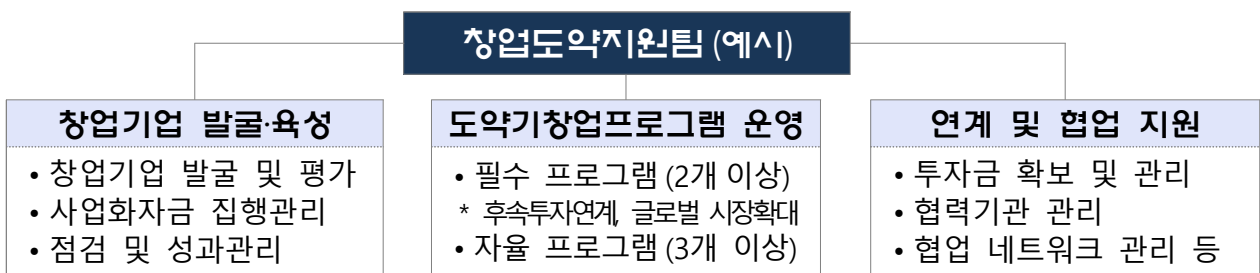 창업도약지원팀 (예시)
창업기업 발굴·육성
• 창업기업 발굴 및 평가
• 사업화자금 집행관리
• 점검 및 성과관리
도약기창업프로그램 운영
• 필수 프로그램 (2개 이상)
* 후속투자연계, 글로벌 시장확대
• 자율 프로그램 (3개 이상)
연계 및 협업 지원
• 투자금 확보 및 관리
• 협력기관 관리
• 협업 네트워크 관리 등